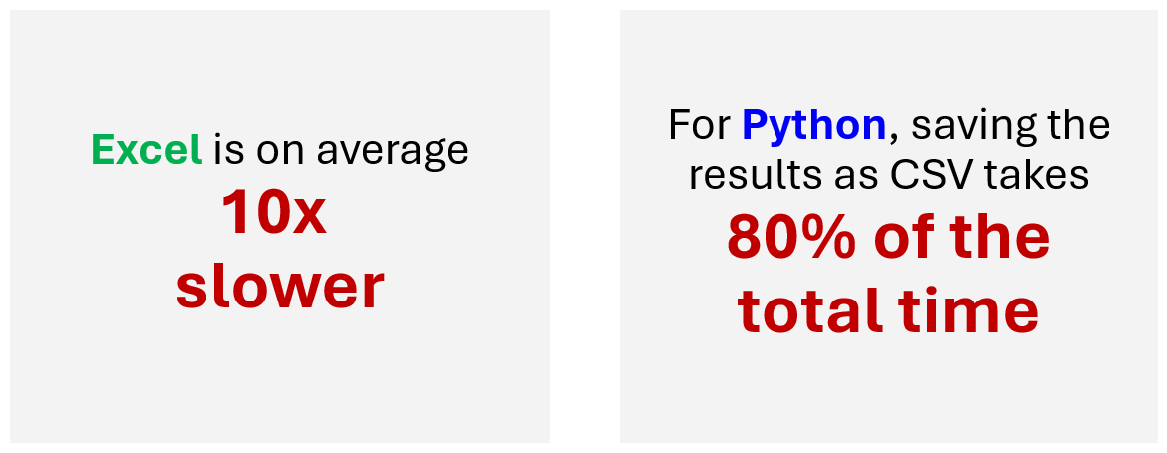 Excel is on average
10x
slower
For Python, saving the
results as CSV takes
80% of the
total time